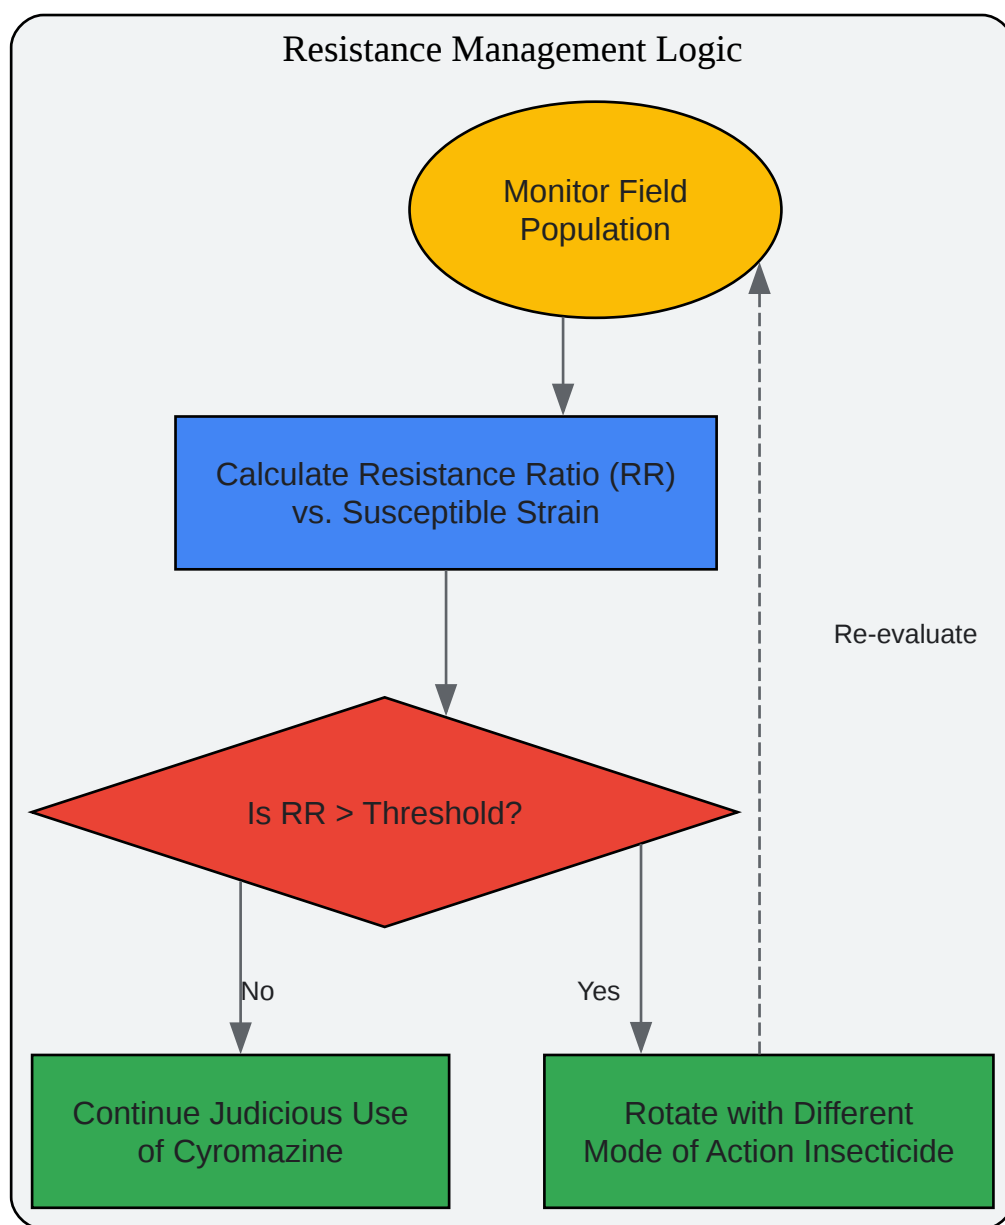 Resistance Management Logic
Monitor Field
Population
Calculate Resistance Ratio (RR)
vs. Susceptible Strain
Re-evaluate
Is RR > Threshold?
No
Yes
Continue Judicious Use
of Cyromazine
Rotate with Different
Mode of Action Insecticide